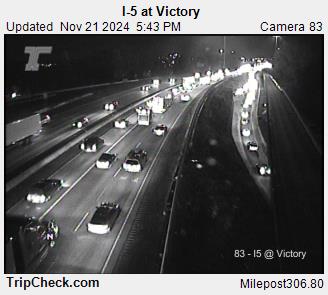 I-5 at Victory
Updated Nov 21 2024 5:43 PM Camera 83
83 - I5 @ Victory
TripCheck.com Milepost306.80